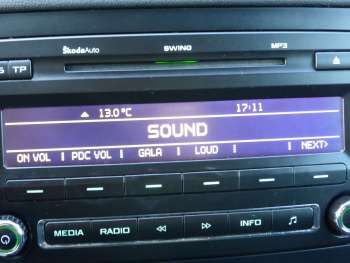 ŠkodaAuto SWING MP3
TP
13.0°C 17:11
SOUND
ON VOL | PDC VOL | GALA | LOUD | NEXT>
MEDIA RADIO INFO